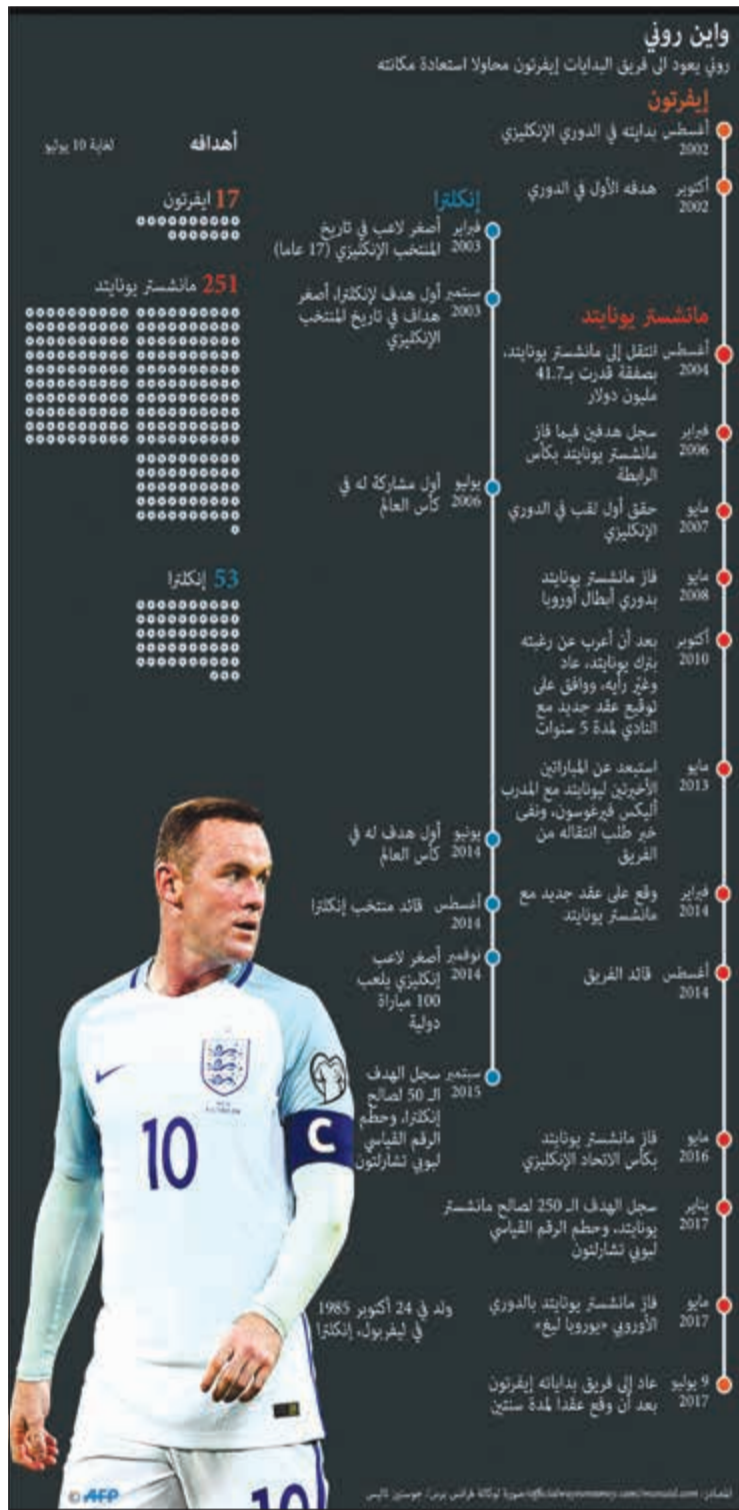 واين روني
روني يعود الى فريق البدايات إيفرتون محاولا استعادة مكانته
إيفرتون
أغسطس 2002
بدايته في الدوري الإنكليزي
أكتوبر 2002
هدفه الأول في الدوري
مانشستر يونايتد
أغسطس 2004
انتقل إلى مانشستر يونايتد،
بصفقة قدرت بـ41.7
مليون دولار
فبراير 2006
سجل هدفين فيما فاز
مانشستر يونايتد بكأس
الرابطة
مايو 2007
حقق أول لقب في الدوري
الإنكليزي
مايو 2008
فاز مانشستر يونايتد
بدوري أبطال أوروبا
أكتوبر 2010
بعد أن أعرب عن رغبته
بترك يونايتد، عاد
وغيّر رأيه، ووافق على
توقيع عقد جديد مع
النادي لمدة 5 سنوات
مايو 2013
استبعد عن المباراتين
الأخيرتين ليونايتد مع المدرب
أليكس فيرغوسون، ونفى
خبر طلب انتقاله من
الفريق
فبراير 2014
وقع على عقد جديد مع
مانشستر يونايتد
أغسطس 2014
قائد الفريق
مايو 2016
فاز مانشستر يونايتد
بكأس الاتحاد الإنكليزي
يناير 2017
سجل الهدف الـ 250 لصالح مانشستر
يونايتد، وحطم الرقم القياسي
لبوبي تشارلتون
مايو 2017
فاز مانشستر يونايتد بالدوري
الأوروبي «يوروبا ليغ»
9 يوليو 2017
عاد إلى فريق بداياته إيفرتون
بعد أن وقع عقدا لمدة سنتين
إنكلترا
فبراير 2003
أصغر لاعب في تاريخ
المنتخب الإنكليزي (17 عاما)
سبتمبر 2003
أول هدف لإنكلترا، أصغر
هداف في تاريخ المنتخب
الإنكليزي
يوليو 2006
أول مشاركة له في
كأس العالم
يونيو 2014
أول هدف له في
كأس العالم
أغسطس 2014
قائد منتخب إنكلترا
نوفمبر 2014
أصغر لاعب
إنكليزي يلعب
100 مباراة
دولية
سبتمبر 2015
سجل الهدف
الـ 50 لصالح
إنكلترا، وحطم
الرقم القياسي
لبوبي تشارلتون
أهدافه
لغاية 10 يوليو
17 ايفرتون
251 مانشستر يونايتد
53 إنكلترا
ولد في 24 أكتوبر 1985
في ليفربول، إنكلترا
C
10
10
© AFP